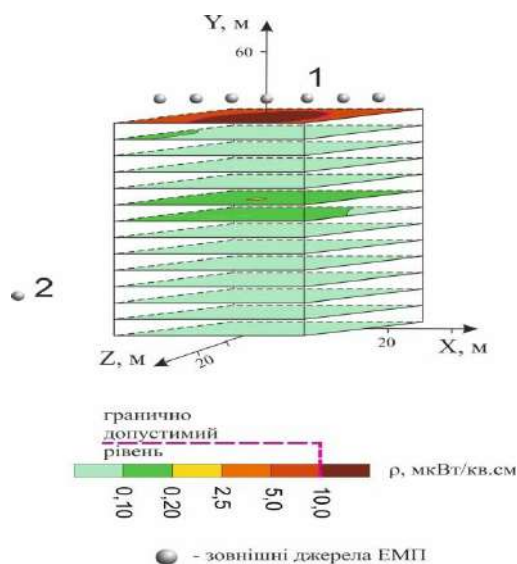 Y, м
60
1
2
20
X, м
Z, м
20
гранично
допустимий
рівень
ρ, мкВт/кв.см
0,10
0,20
2,5
5,0
10,0
- зовнішні джерела ЕМП